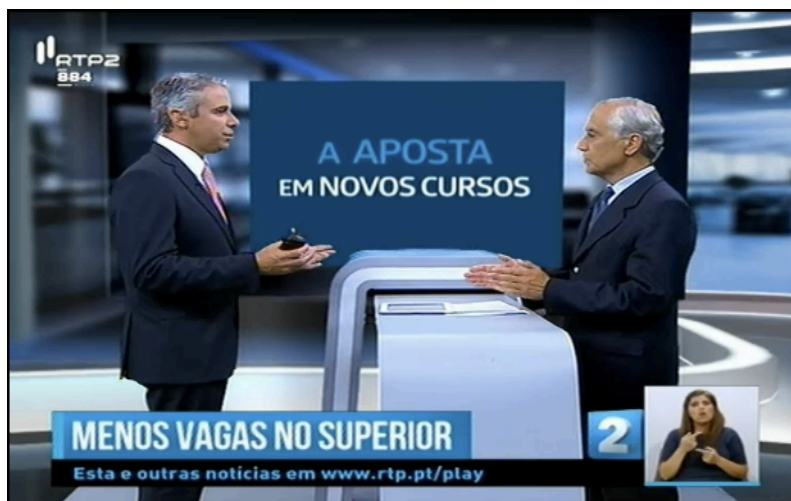 RTP2
884
A APOSTA
EM NOVOS CURSOS
MENOS VAGAS NO SUPERIOR
2
Esta e outras notícias em www.rtp.pt/play